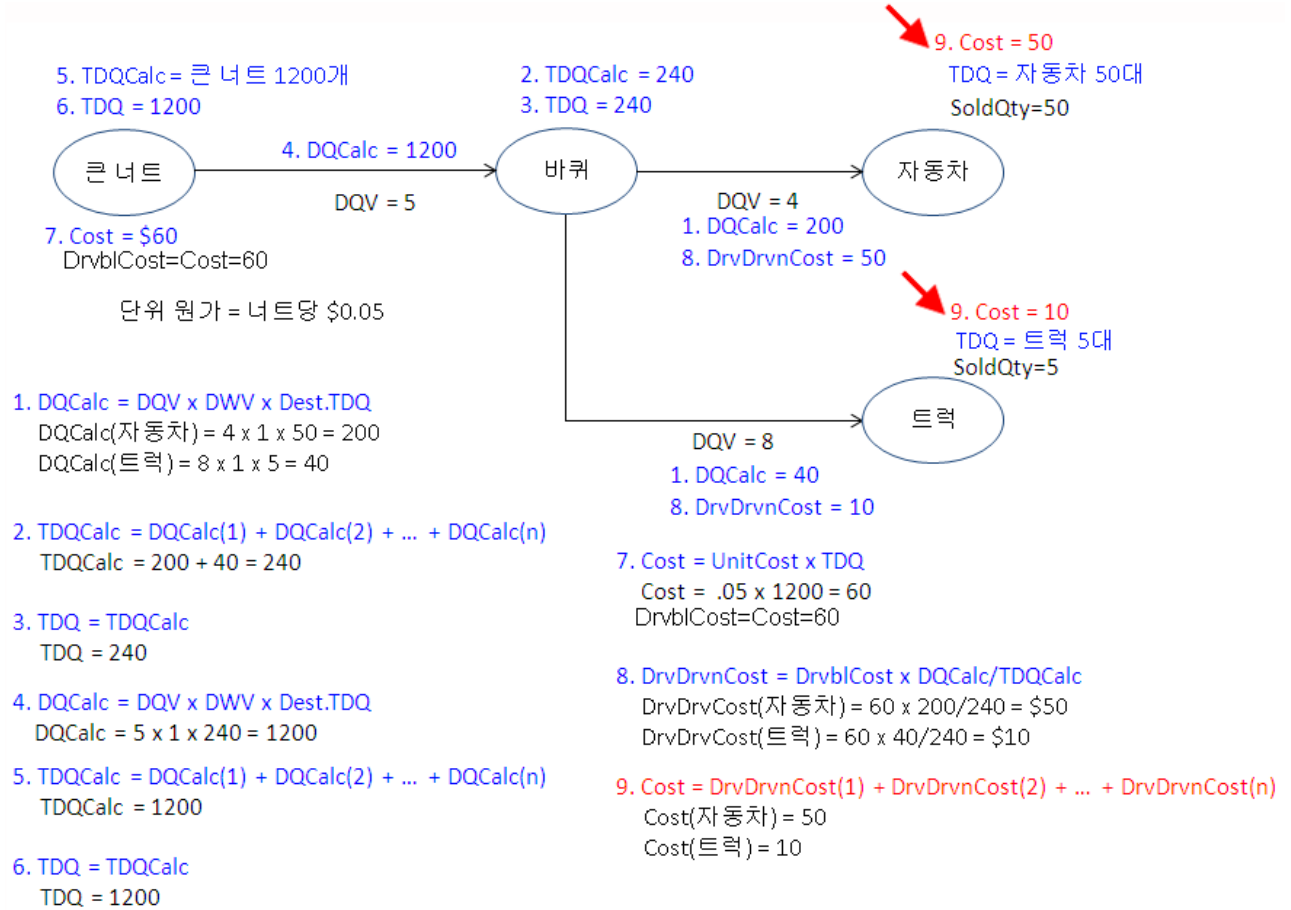 9. Cost = 50
TDQ = 자동차 50대
SoldQty=50
5. TDQCalc = 큰 너트 1200개
6. TDQ = 1200
2. TDQCalc = 240
3. TDQ = 240
큰 너트
4. DQCalc = 1200
DQV = 5
바퀴
DQV = 4
1. DQCalc = 200
8. DrvDrvnCost = 50
자동차
7. Cost = $60
DrvblCost=Cost=60
단위 원가 = 너트당 $0.05
9. Cost = 10
TDQ = 트럭 5대
SoldQty=5
트럭
DQV = 8
1. DQCalc = 40
8. DrvDrvnCost = 10
1. DQCalc = DQV x DWV x Dest.TDQ
DQCalc(자동차) = 4 x 1 x 50 = 200
DQCalc(트럭) = 8 x 1 x 5 = 40
2. TDQCalc = DQCalc(1) + DQCalc(2) + ... + DQCalc(n)
TDQCalc = 200 + 40 = 240
3. TDQ = TDQCalc
TDQ = 240
4. DQCalc = DQV x DWV x Dest.TDQ
DQCalc = 5 x 1 x 240 = 1200
5. TDQCalc = DQCalc(1) + DQCalc(2) + ... + DQCalc(n)
TDQCalc = 1200
6. TDQ = TDQCalc
TDQ = 1200
7. Cost = UnitCost x TDQ
Cost = .05 x 1200 = 60
DrvblCost=Cost=60
8. DrvDrvnCost = DrvblCost x DQCalc/TDQCalc
DrvDrvCost(자동차) = 60 x 200/240 = $50
DrvDrvCost(트럭) = 60 x 40/240 = $10
9. Cost = DrvDrvnCost(1) + DrvDrvnCost(2) + ... + DrvDrvnCost(n)
Cost(자동차) = 50
Cost(트럭) = 10